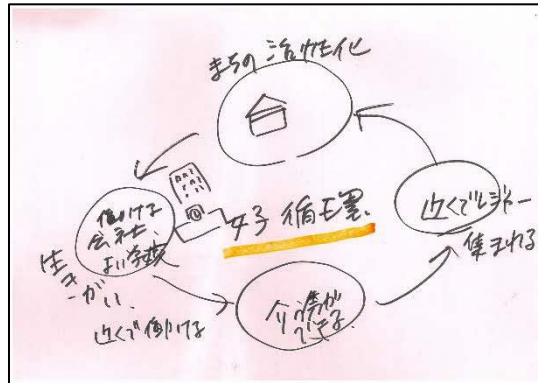 まちの 活性化
働ける
会社、
よい学校
生きがい、
近くで働ける
好循環
近くでレジャー
集まれる
介護が
できる